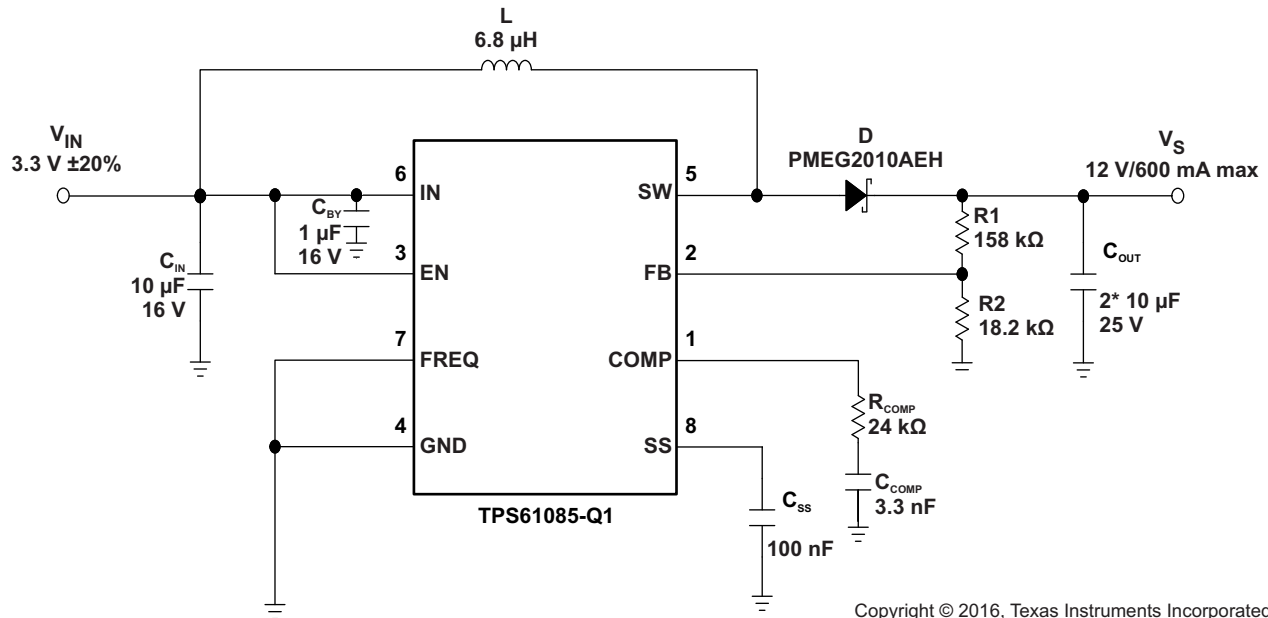 L
6.8 µH
V_IN
3.3 V ±20%
D
PMEG2010AEH
V_S
12 V/600 mA max
6
IN
SW
5
C_BY
1 µF
16 V
3
EN
FB
2
C_IN
10 µF
16 V
R1
158 kΩ
C_OUT
2* 10 µF
25 V
R2
18.2 kΩ
7
FREQ
COMP
1
R_COMP
24 kΩ
4
GND
SS
8
C_COMP
3.3 nF
C_SS
100 nF
TPS61085-Q1
Copyright © 2016, Texas Instruments Incorporated